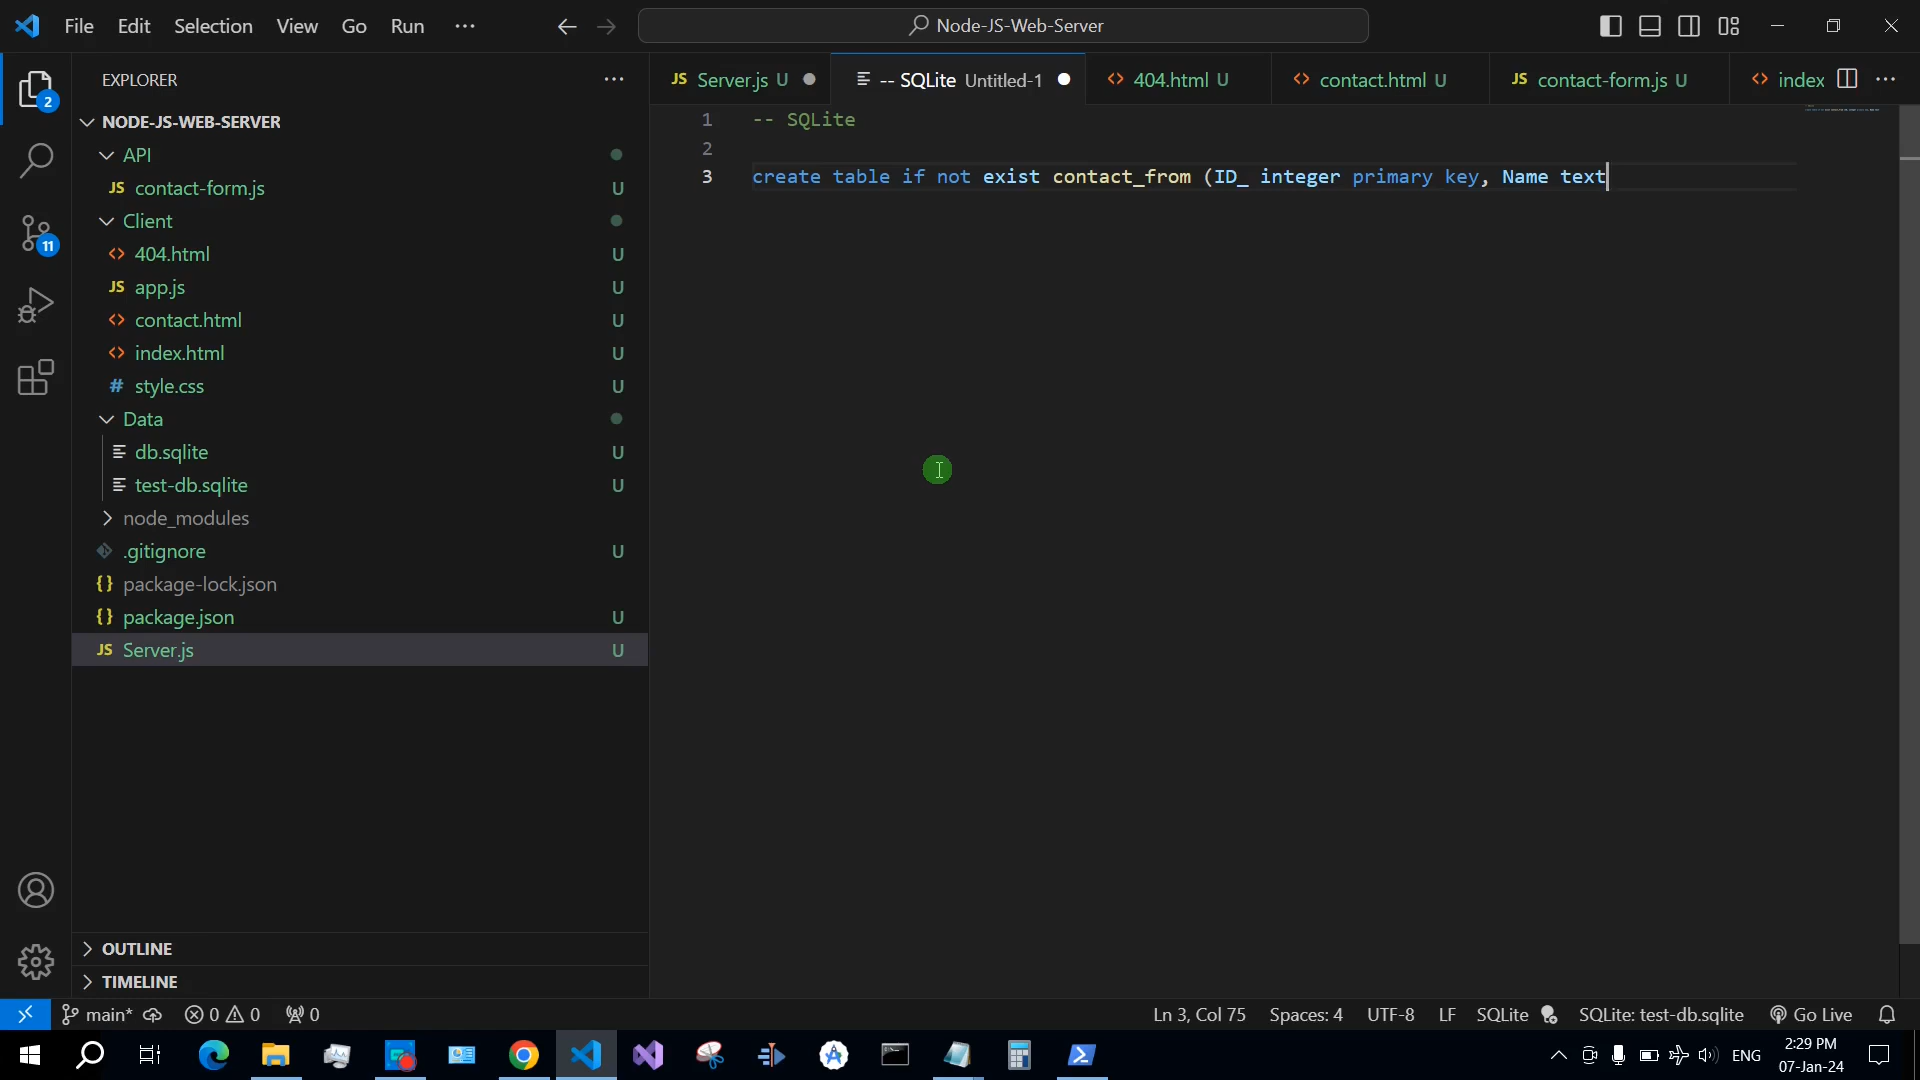 File Edit Selection View Go Run ···
Node-JS-Web-Server
EXPLORER ···
JS Server.js U
-- SQLite Untitled-1
404.html U
contact.html U
JS contact-form.js U
index
2
NODE-JS-WEB-SERVER
API
JS contact-form.js U
Client
404.html U
JS app.js U
contact.html U
index.html U
# style.css U
Data
db.sqlite U
test-db.sqlite U
node_modules
.gitignore U
{} package-lock.json
{} package.json U
JS Server.js U
11
1 -- SQLite
2
3 create table if not exist contact_from (ID_ integer primary key, Name text
OUTLINE
TIMELINE
main* 0 0 0
Ln 3, Col 75 Spaces: 4 UTF-8 LF SQLite SQLite: test-db.sqlite Go Live
ENG
2:29 PM
07-Jan-24